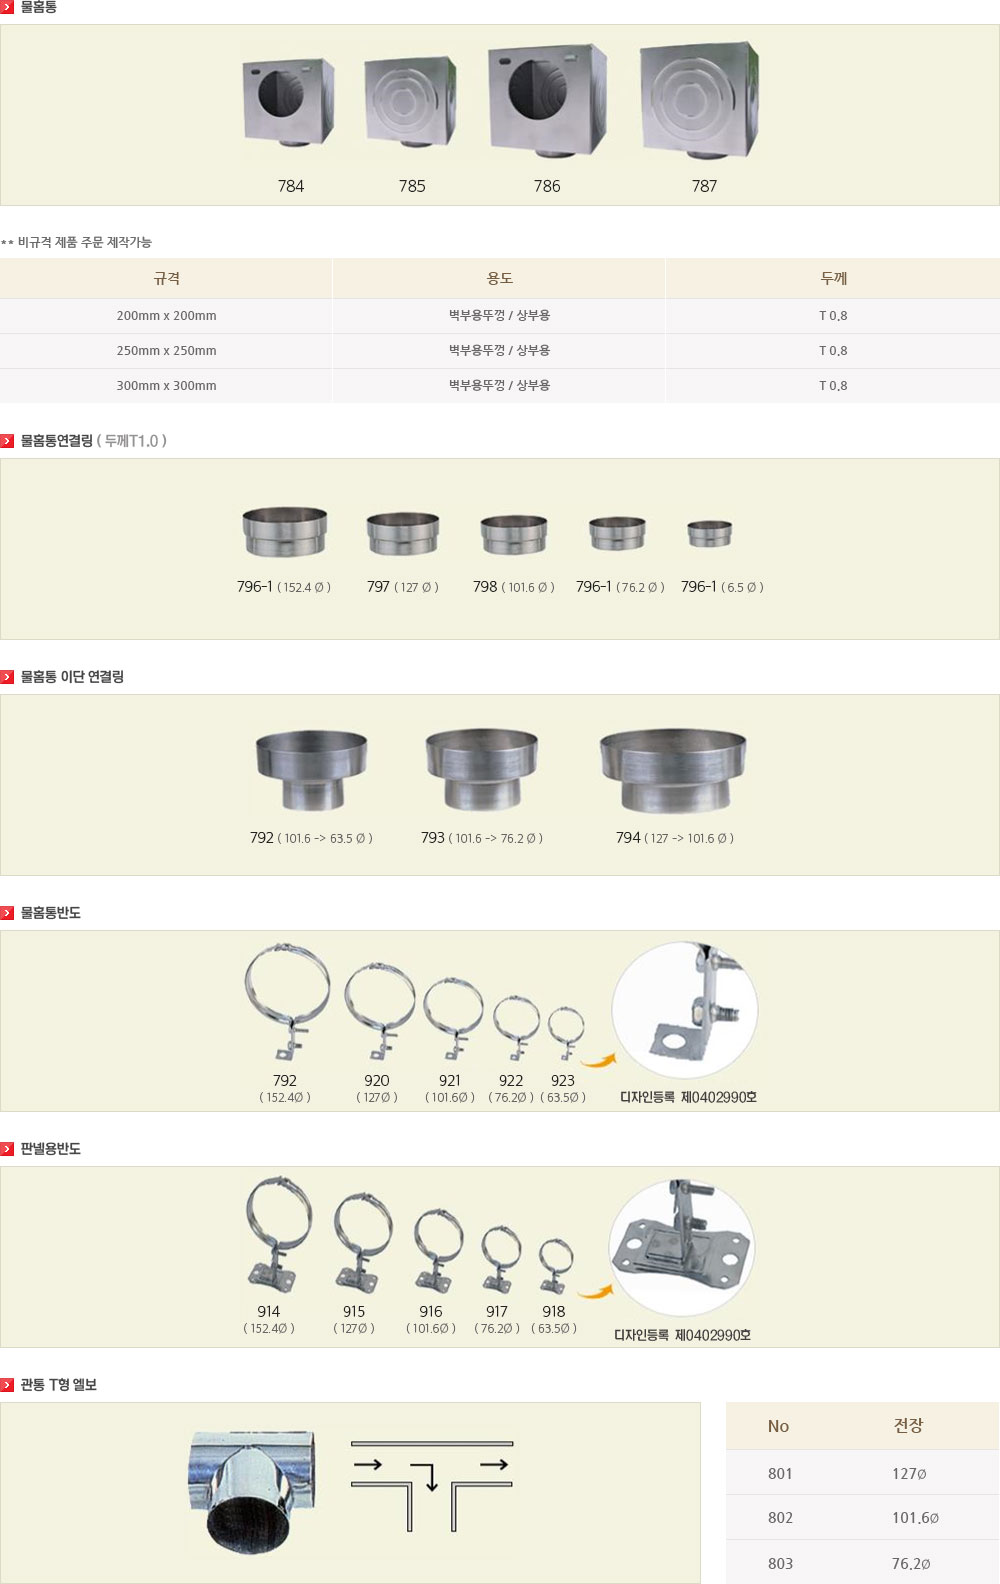 물홈통
784 785 786 787
** 비규격 제품 주문 제작가능
규격 용도 두께
200mm x 200mm 벽부용뚜껑 / 상부용 T 0.8
250mm x 250mm 벽부용뚜껑 / 상부용 T 0.8
300mm x 300mm 벽부용뚜껑 / 상부용 T 0.8
물홈통연결링 ( 두께T1.0 )
796-1 ( 152.4 Ø ) 797 ( 127 Ø ) 798 ( 101.6 Ø ) 796-1 ( 76.2 Ø ) 796-1 ( 6.5 Ø )
물홈통 이단 연결링
792 ( 101.6 -> 63.5 Ø ) 793 ( 101.6 -> 76.2 Ø ) 794 ( 127 -> 101.6 Ø )
물홈통반도
792 920 921 922 923
( 152.4Ø ) ( 127Ø ) ( 101.6Ø ) ( 76.2Ø ) ( 63.5Ø )
디자인등록 제0402990호
판넬용반도
914 915 916 917 918
( 152.4Ø ) ( 127Ø ) ( 101.6Ø ) ( 76.2Ø ) ( 63.5Ø )
디자인등록 제0402990호
관통 T형 엘보
No 전장
801 127Ø
802 101.6Ø
803 76.2Ø